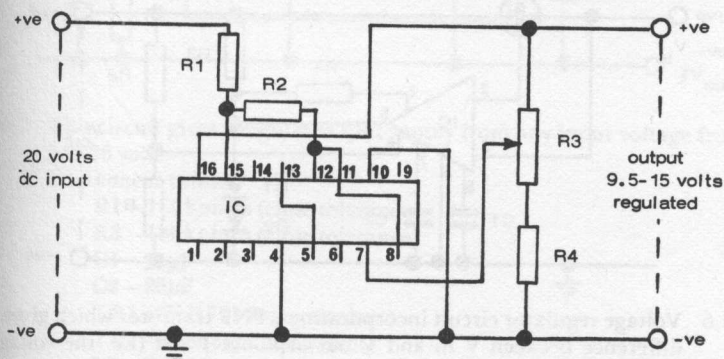 +ve
R1
R2
20 volts
dc input
16 15 14 13 12 11 10 9
IC
1 2 3 4 5 6 7 8
-ve
+ve
R3
output
9.5-15 volts
regulated
R4
-ve